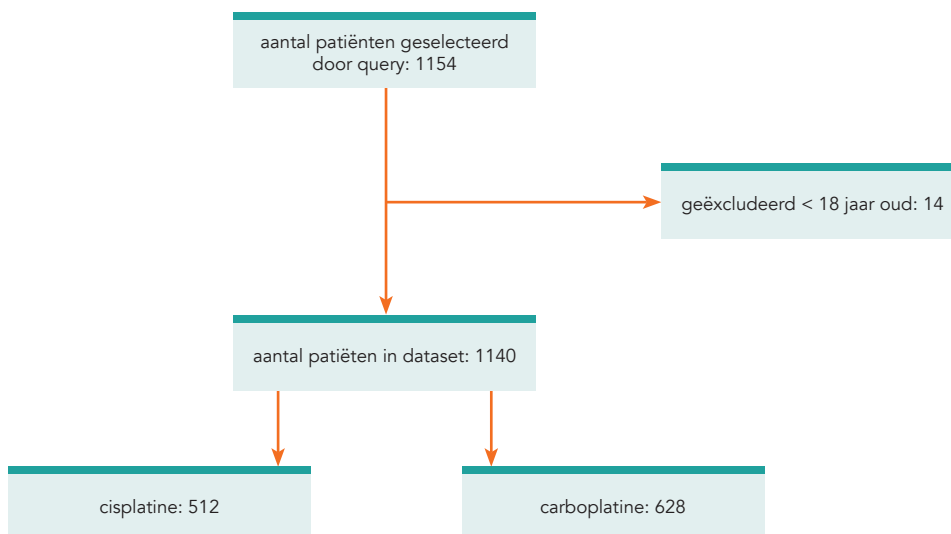 aantal patiënten geselecteerd
door query: 1154
geëxcludeerd < 18 jaar oud: 14
aantal patiëten in dataset: 1140
cisplatine: 512
carboplatine: 628